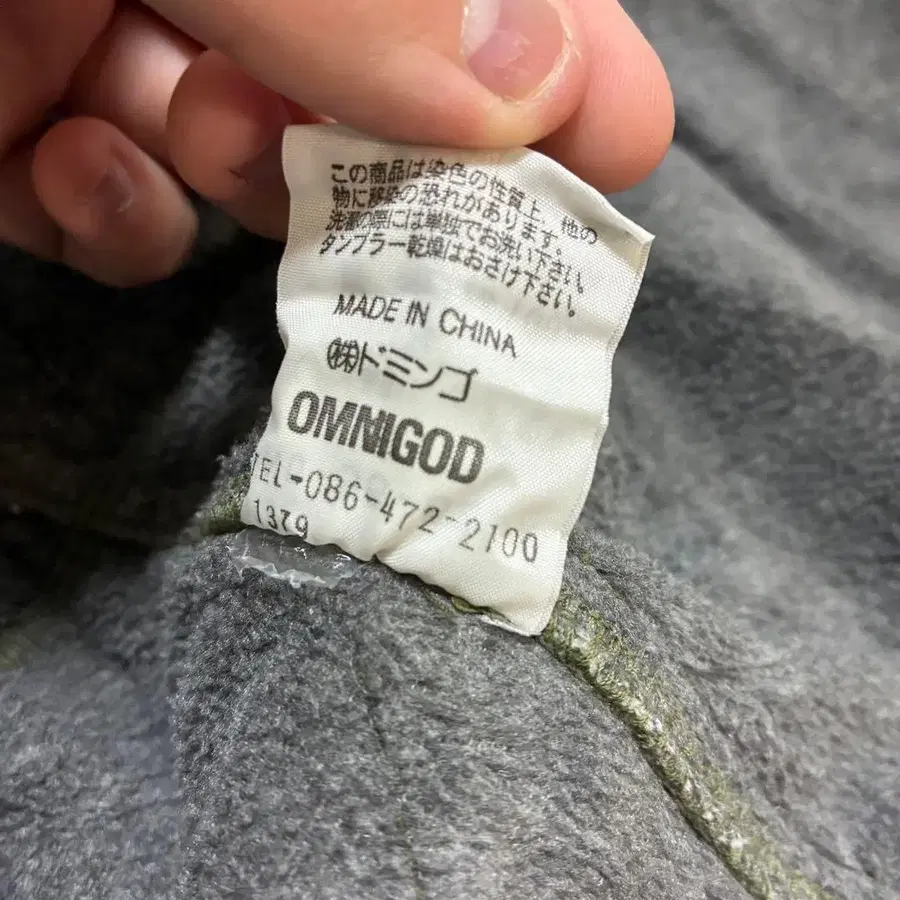 この商品は染色の性質上、他の
物に移染の恐れがあります。
洗濯の際には単独でお洗い下さい。
タンブラー乾燥はおさけ下さい。
MADE IN CHINA
㈱ドミンゴ
OMNIGOD
TEL-086-472-2100
1379